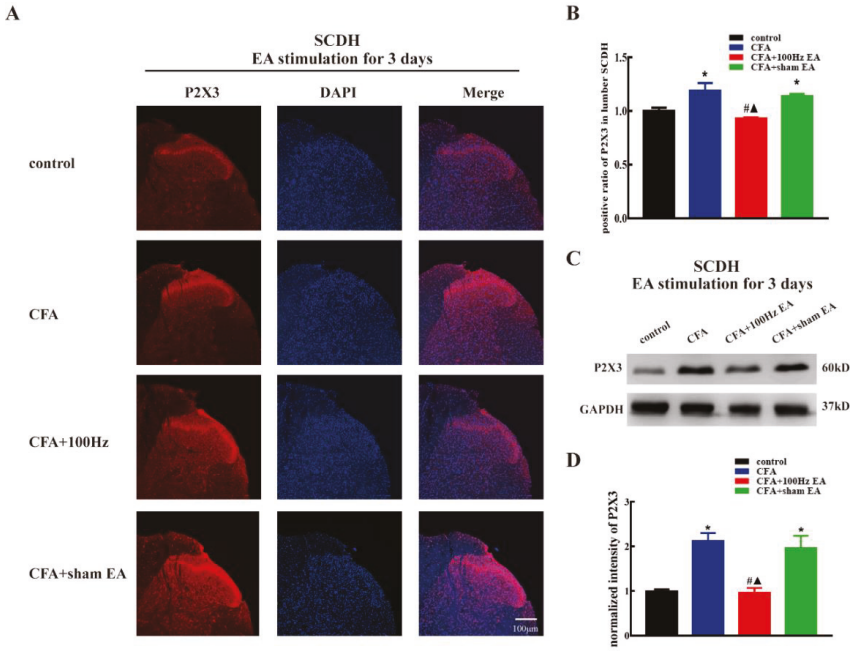 A
SCDH
EA stimulation for 3 days
P2X3
DAPI
Merge
control
CFA
CFA+100Hz
CFA+sham EA
100μm
B
control
CFA
CFA+100Hz EA
CFA+sham EA
positive ratio of P2X3 in lumber SCDH
1.5
1.0
0.5
0.0
*
#▲
*
C
SCDH
EA stimulation for 3 days
control
CFA
CFA+100Hz EA
CFA+sham EA
P2X3
60kD
GAPDH
37kD
D
control
CFA
CFA+100Hz EA
CFA+sham EA
normalized intensity of P2X3
3
2
1
0
*
#▲
*